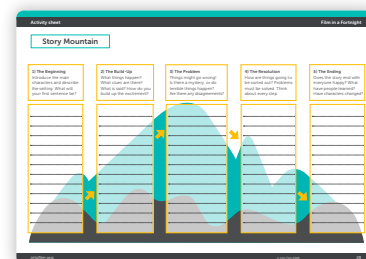 Activity sheet
Film in a Fortnight
Story Mountain
1) The Beginning
Introduce the main
characters and describe
the setting. What will
your first sentence be?
2) The Build-Up
What things happen?
What clues are there?
What is said? How do you
build up the excitement?
3) The Problem
Things might go wrong!
Is there a mystery, or do
terrible things happen?
Are there any disagreements?
4) The Resolution
How are things going to
be sorted out? Problems
must be solved. Think
about every step.
5) The Ending
Does the story end with
everyone happy? What
have people learned?
Have characters changed?